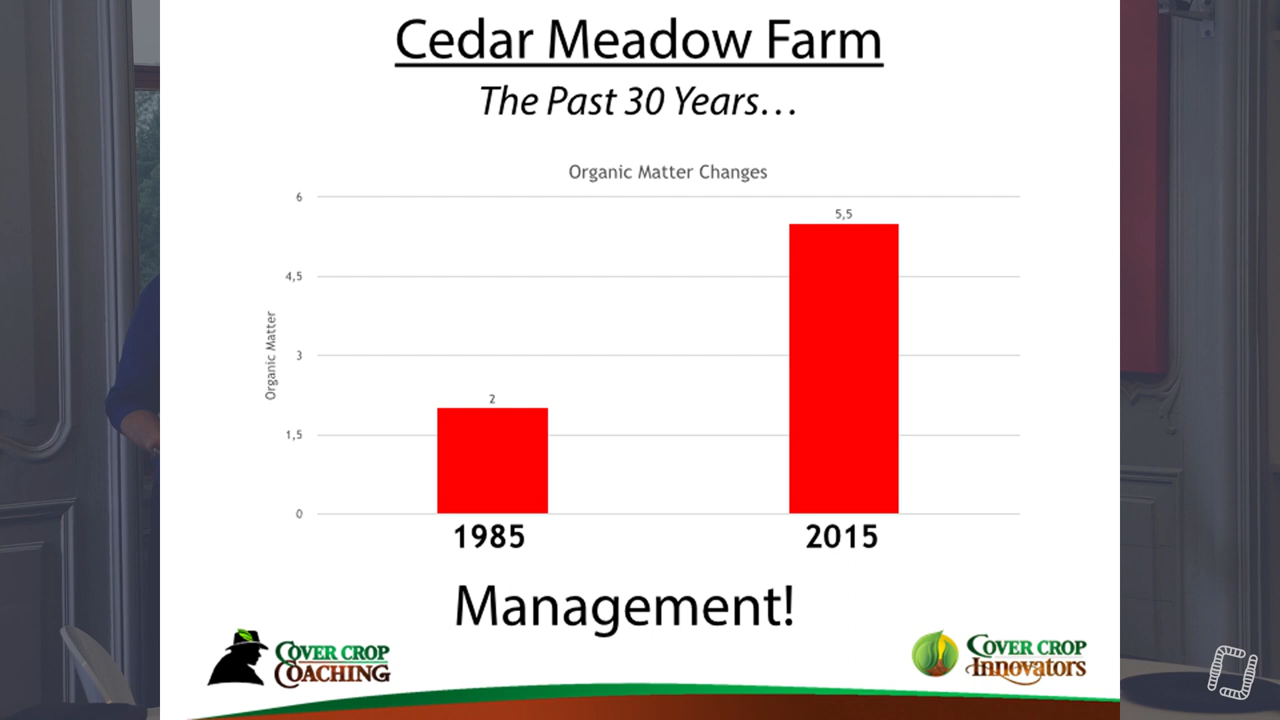 Cedar Meadow Farm
The Past 30 Years…
Organic Matter Changes
6
5,5
4,5
Organic Matter
3
2
1,5
0
1985
2015
Management!
COVER CROP
COACHING
COVER CROP
Innovators